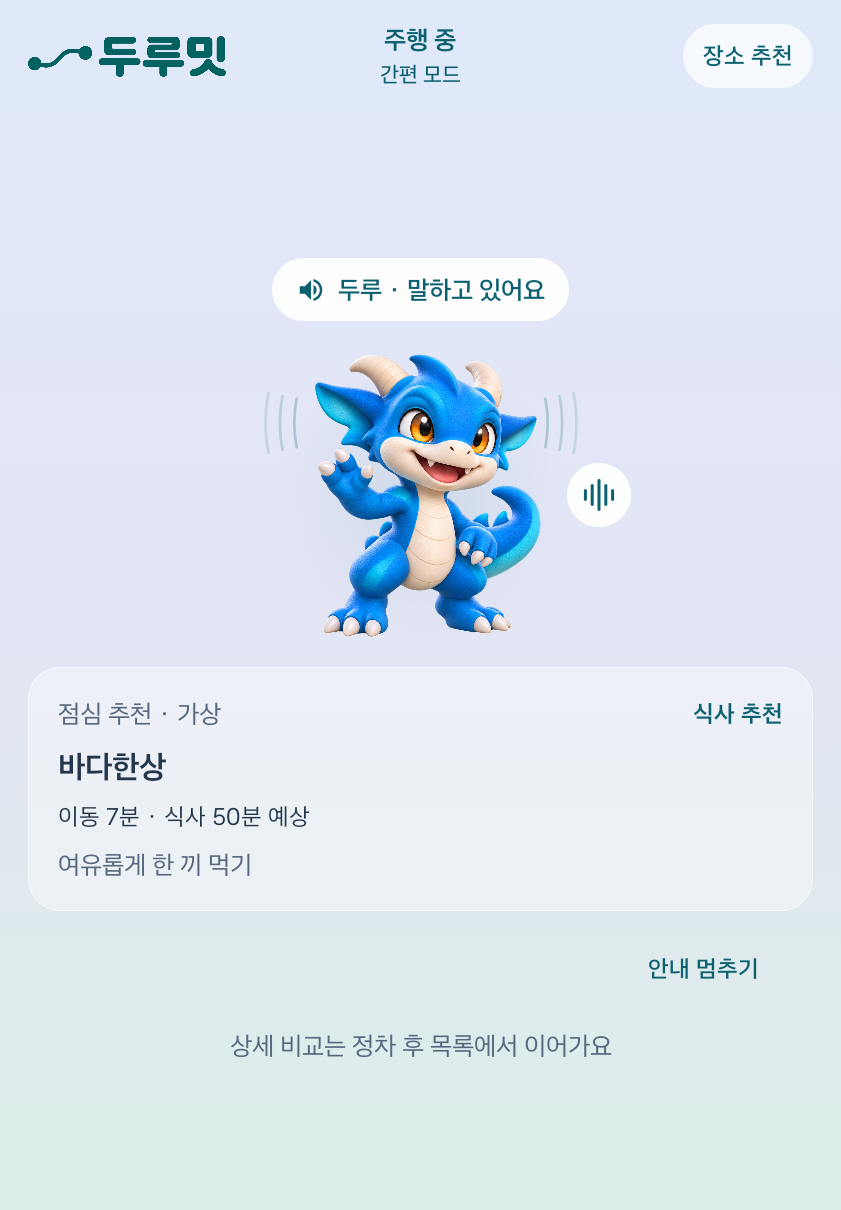 두루밋
주행 중
간편 모드
장소 추천
두루 · 말하고 있어요
점심 추천 · 가상
식사 추천
바다한상
이동 7분 · 식사 50분 예상
여유롭게 한 끼 먹기
안내 멈추기
상세 비교는 정차 후 목록에서 이어가요